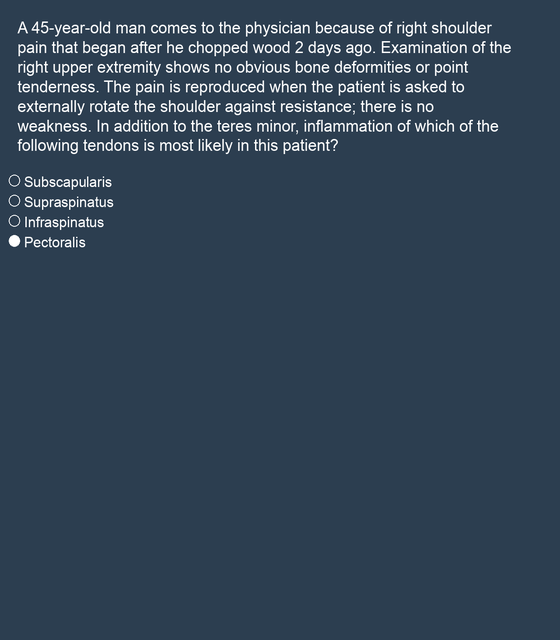 A 45-year-old man comes to the physician because of right shoulder
pain that began after he chopped wood 2 days ago. Examination of the
right upper extremity shows no obvious bone deformities or point
tenderness. The pain is reproduced when the patient is asked to
externally rotate the shoulder against resistance; there is no
weakness. In addition to the teres minor, inflammation of which of the
following tendons is most likely in this patient?
Subscapularis
Supraspinatus
Infraspinatus
Pectoralis